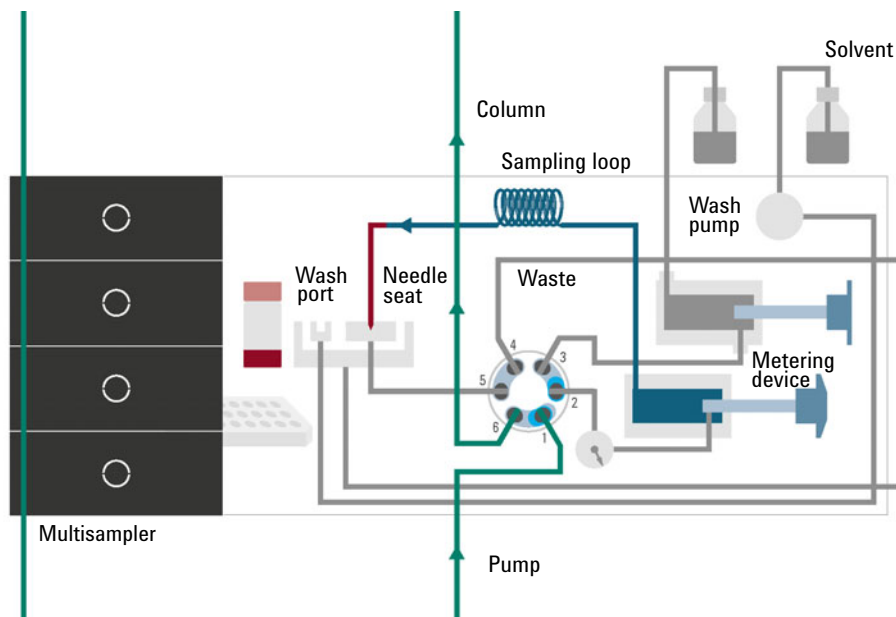 Solvent
Column
Sampling loop
Wash
pump
Wash
port
Needle
seat
Waste
4
3
Metering
device
5
2
6
1
Multisampler
Pump